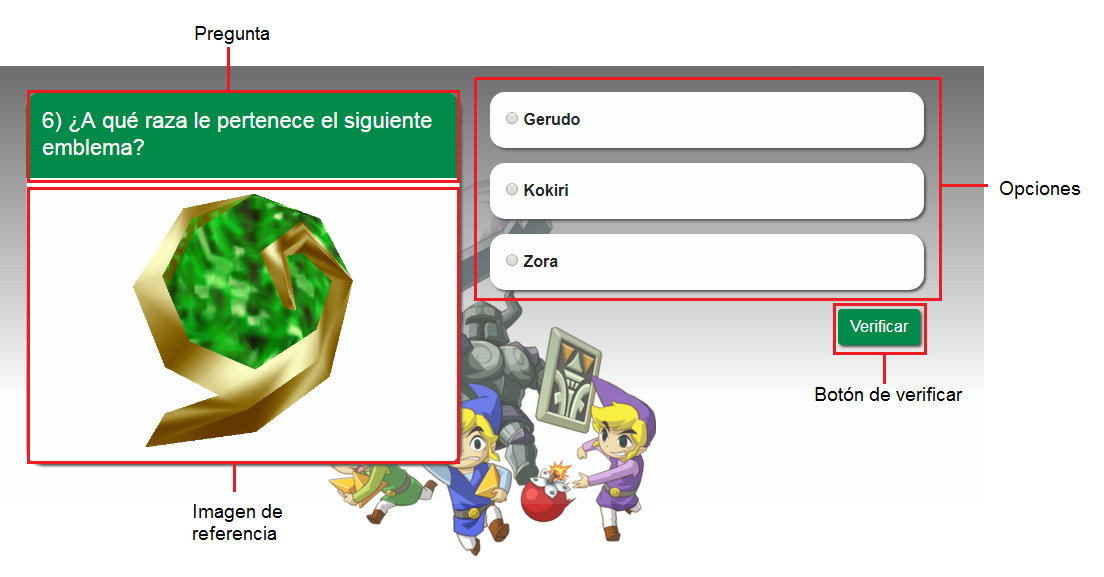 Pregunta
6) ¿A qué raza le pertenece el siguiente
emblema?
Gerudo
Kokiri
Zora
Opciones
Verificar
Botón de verificar
Imagen de
referencia